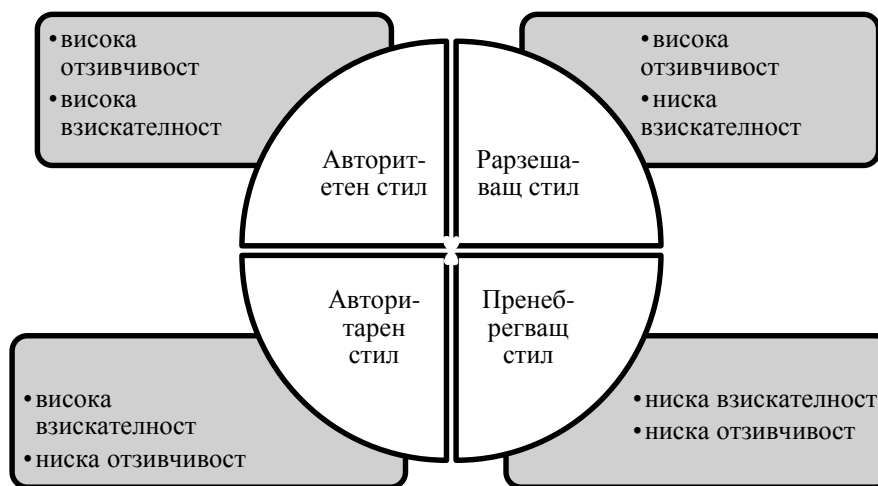 •висока
отзивчивост
•висока
взискателност
•висока
отзивчивост
•ниска
взискателност
Авторит-
етен стил
Рарзеша-
ващ стил
Автори-
тарен
стил
Пренеб-
регващ
стил
•висока
взискателност
•ниска отзивчивост
•ниска взискателност
•ниска отзивчивост